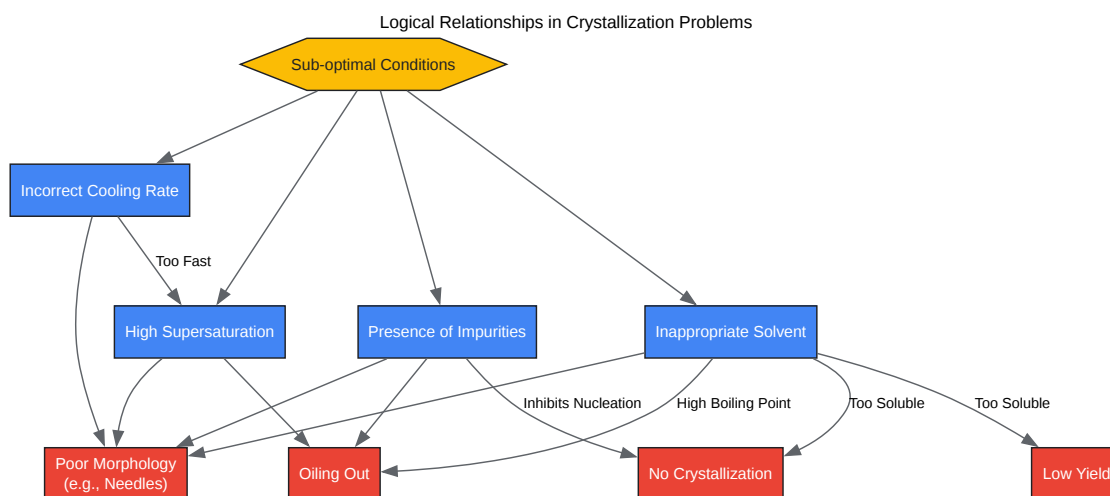 Logical Relationships in Crystallization Problems
Sub-optimal Conditions
Incorrect Cooling Rate
Too Fast
High Supersaturation
Presence of Impurities
Inappropriate Solvent
Inhibits Nucleation
High Boiling Point
Too Soluble
Too Soluble
Poor Morphology
(e.g., Needles)
Oiling Out
No Crystallization
Low Yield